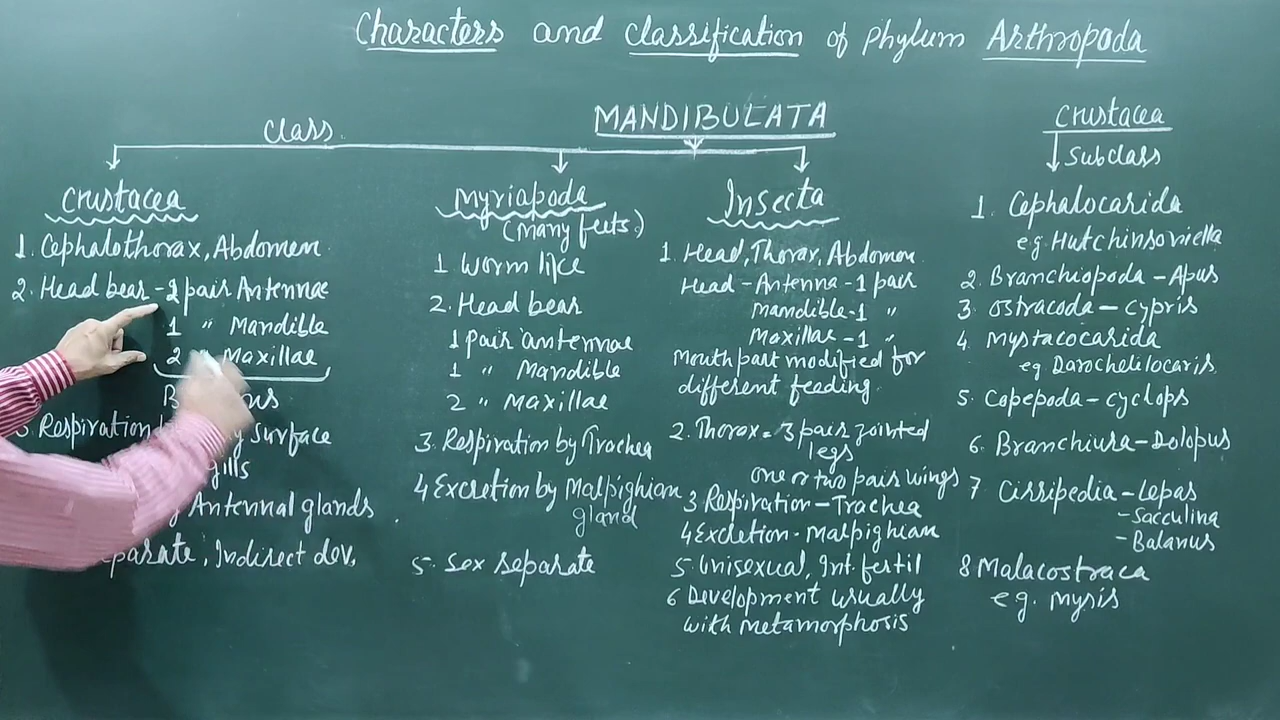 Characters and classification of phylum Arthropoda
MANDIBULATA
class
Crustacea
1. Cephalothorax, Abdomen
2. Head bear - 2 pair Antennae
1 " Mandible
2 " Maxillae
Respiration surface
gills
Antennal glands
separate, Indirect dev.
Myriapoda
(many feets)
1 Worm like
2. Head bear
1 pair antennae
1 " Mandible
2 " Maxillae
3. Respiration by Trachea
4 Excretion by Malpighian
gland
5. Sex separate
Insecta
1. Head, Thorax, Abdomen
Head - Antenna - 1 pair
mandible - 1 "
Maxillae - 1 "
Mouth part modified for
different feeding.
2. Thorax = 3 pair jointed
legs
one or two pair wings
3 Respiration - Trachea
4 Excretion - Malpighian
5 Unisexual, Int. fertil
6 Development usually
with metamorphosis
Crustacea
Subclass
1. Cephalocarida
eg. Hutchinsoniella
2. Branchiopoda - Apus
3. Ostracoda - Cypris
4. Mystacocarida
eg Darocheilocaris
5. Copepoda - cyclops
6. Branchiura - Dolopus
7 Cirripedia - Lepas
- Sacculina
- Balanus
8 Malacostraca
eg. Mysis